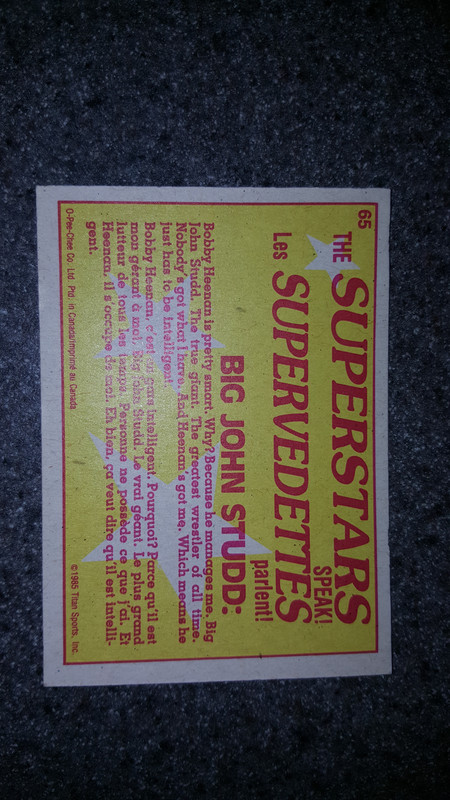 65
THE SUPERSTARS
SPEAK!
Les SUPERVEDETTES
parlent!
BIG JOHN STUDD:
Bobby Heenan is pretty smart. Why? Because he manages me. Big
John Studd. The true giant. The greatest wrestler of all time.
Nobody's got what I have. And Heenan's got me. Which means he
just has to be intelligent.
Bobby Heenan, c'est un gars intelligent. Pourquoi? Parce qu'il est
mon gérant à moi. Big John Studd. Le vrai géant. Le plus grand
lutteur de tous les temps. Personne ne possède ce que j'ai. Et
Heenan, il s'occupe de moi. Eh bien, ça veut dire qu'il est intelli-
gent.
O-Pee-Chee Co. Ltd. Ptd. in Canada/Imprimé au Canada
©1985 Titan Sports, Inc.